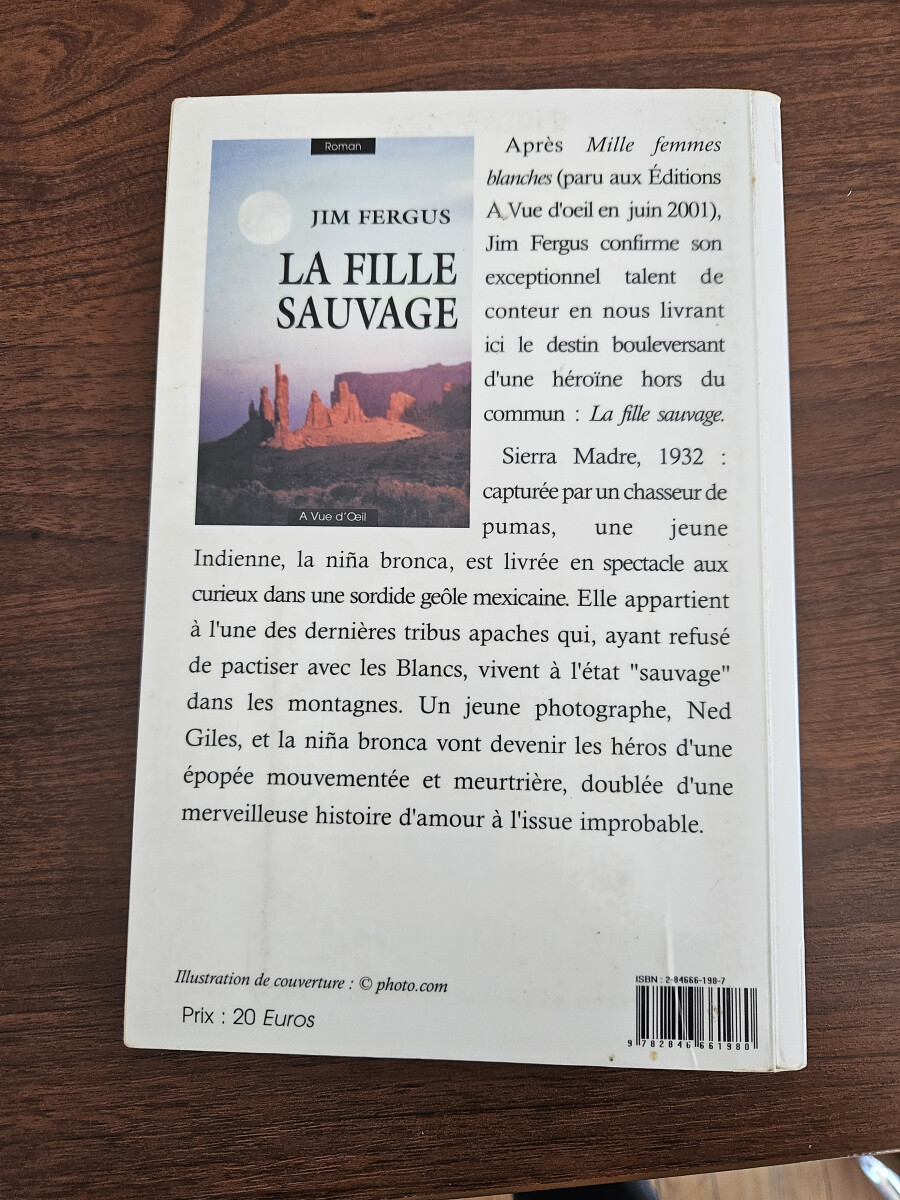 Roman
JIM FERGUS
LA FILLE
SAUVAGE
A Vue d'Œil
Après Mille femmes
blanches (paru aux Éditions
A Vue d'oeil en juin 2001),
Jim Fergus confirme son
exceptionnel talent de
conteur en nous livrant
ici le destin bouleversant
d'une héroïne hors du
commun : La fille sauvage.
Sierra Madre, 1932 :
capturée par un chasseur de
pumas, une jeune
Indienne, la niña bronca, est livrée en spectacle aux
curieux dans une sordide geôle mexicaine. Elle appartient
à l'une des dernières tribus apaches qui, ayant refusé
de pactiser avec les Blancs, vivent à l'état "sauvage"
dans les montagnes. Un jeune photographe, Ned
Giles, et la niña bronca vont devenir les héros d'une
épopée mouvementée et meurtrière, doublée d'une
merveilleuse histoire d'amour à l'issue improbable.
Illustration de couverture : © photo.com
Prix : 20 Euros
ISBN : 2-84666-198-7
9 782846 661980